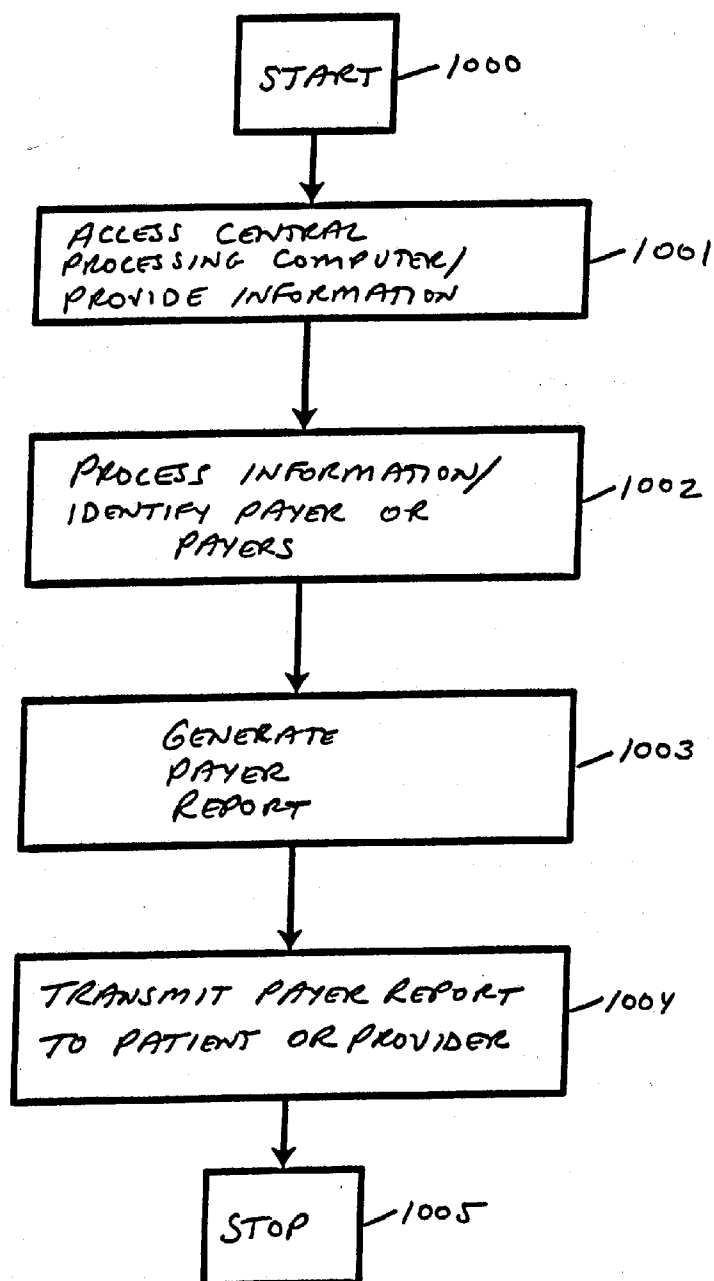 START
1000
ACCESS CENTRAL
PROCESSING COMPUTER/
PROVIDE INFORMATION
1001
PROCESS INFORMATION/
IDENTIFY PAYER OR
PAYERS
1002
GENERATE
PAYER
REPORT
1003
TRANSMIT PAYER REPORT
TO PATIENT OR PROVIDER
1004
STOP
1005